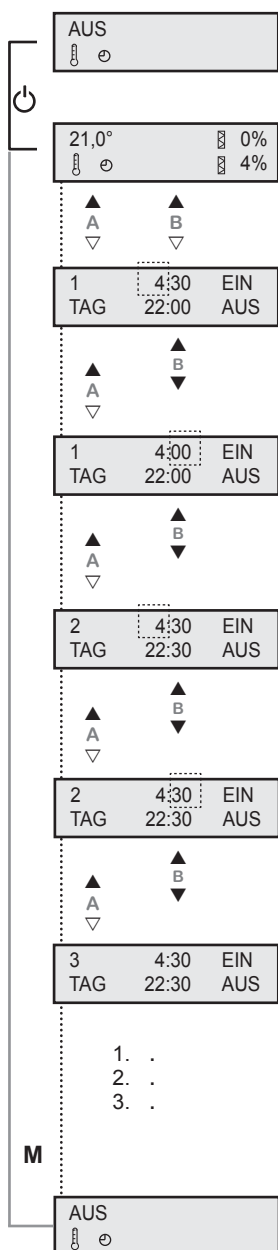 AUS
21,0° 0%
4%
A B
1 4:30 EIN
TAG 22:00 AUS
B
A
1 4:00 EIN
TAG 22:00 AUS
B
A
2 4:30 EIN
TAG 22:30 AUS
B
A
2 4:30 EIN
TAG 22:30 AUS
B
A
3 4:30 EIN
TAG 22:30 AUS
1. .
2. .
3. .
M
AUS